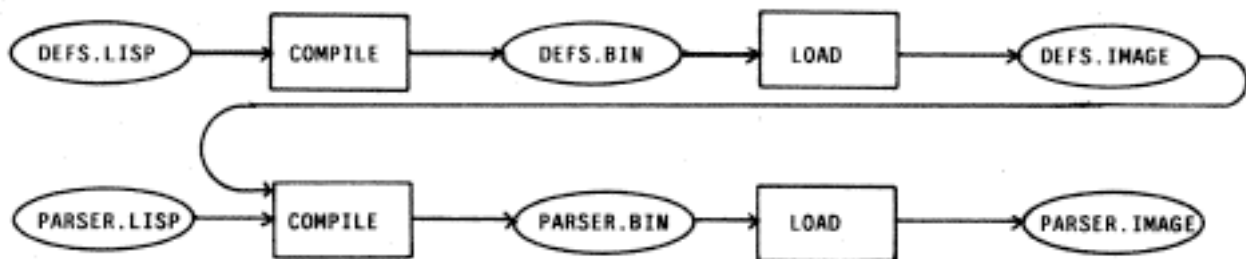 DEFS.LISP COMPILE DEFS.BIN LOAD DEFS.IMAGE
PARSER.LISP COMPILE PARSER.BIN LOAD PARSER.IMAGE